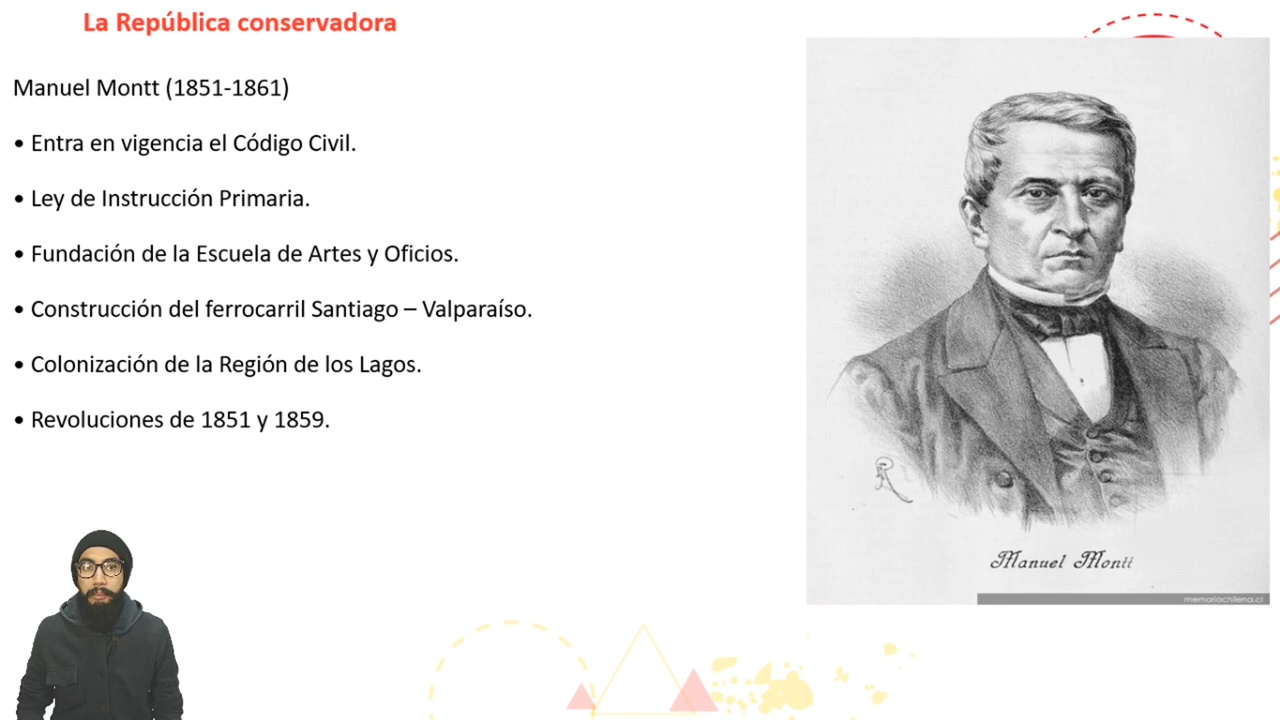 La República conservadora
Manuel Montt (1851-1861)
• Entra en vigencia el Código Civil.
• Ley de Instrucción Primaria.
• Fundación de la Escuela de Artes y Oficios.
• Construcción del ferrocarril Santiago – Valparaíso.
• Colonización de la Región de los Lagos.
• Revoluciones de 1851 y 1859.
Manuel Montt
memoriachilena.cl